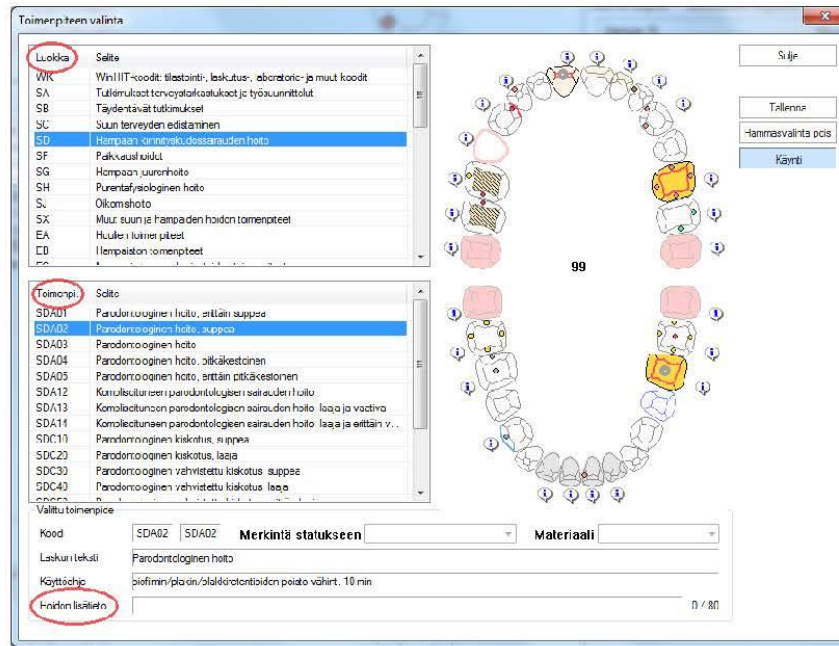 Toimenpiteen valinta
Luokka Selite
WK WinHIT-koodit: tilastointi-, laskutus-, laboratorio- ja muut koodit
SA Tutkimukset terveystarkastukset ja työsuunnittelut
SB Täydentävät tutkimukset
SC Suun terveyden edistäminen
SD Hampaan kiinnityskudossairauden hoito
SF Paikkaushoidot
SG Hampaan juurenhoito
SH Purentafysiologinen hoito
SJ Oikomishoito
SX Muut suun ja hampaiden hoidon toimenpiteet
EA Huulien toimenpiteet
EB Hampaiston toimenpiteet
Sulje
Tallenna
Hammasvalinta pois
Käynti
99
Toimenpi. Selite
SDA01 Parodontologinen hoito, erittäin suppea
SDA02 Parodontologinen hoito, suppea
SDA03 Parodontologinen hoito
SDA04 Parodontologinen hoito, pitkäkestoinen
SDA05 Parodontologinen hoito, erittäin pitkäkestoinen
SDA12 Komplisoituneen parodontologisen sairauden hoito
SDA13 Komplisoituneen parodontologisen sairauden hoito laaja ja vaativa
SDA14 Komplisoituneen parodontologisen sairauden hoito laaja ja erittäin v...
SDC10 Parodontologinen kiskotus, suppea
SDC20 Parodontologinen kiskotus, laaja
SDC30 Parodontologinen vahvistettu kiskotus suppea
SDC40 Parodontologinen vahvistettu kiskotus laaja
Valittu toimenpide
Koodi SDA02 SDA02 Merkintä statukseen Materiaali
Laskun teksti Parodontologinen hoito
Käyttöohje biofilmin/plakin/plakkiretentioiden poisto vähint. 10 min
Hoidon lisätieto 0 / 80